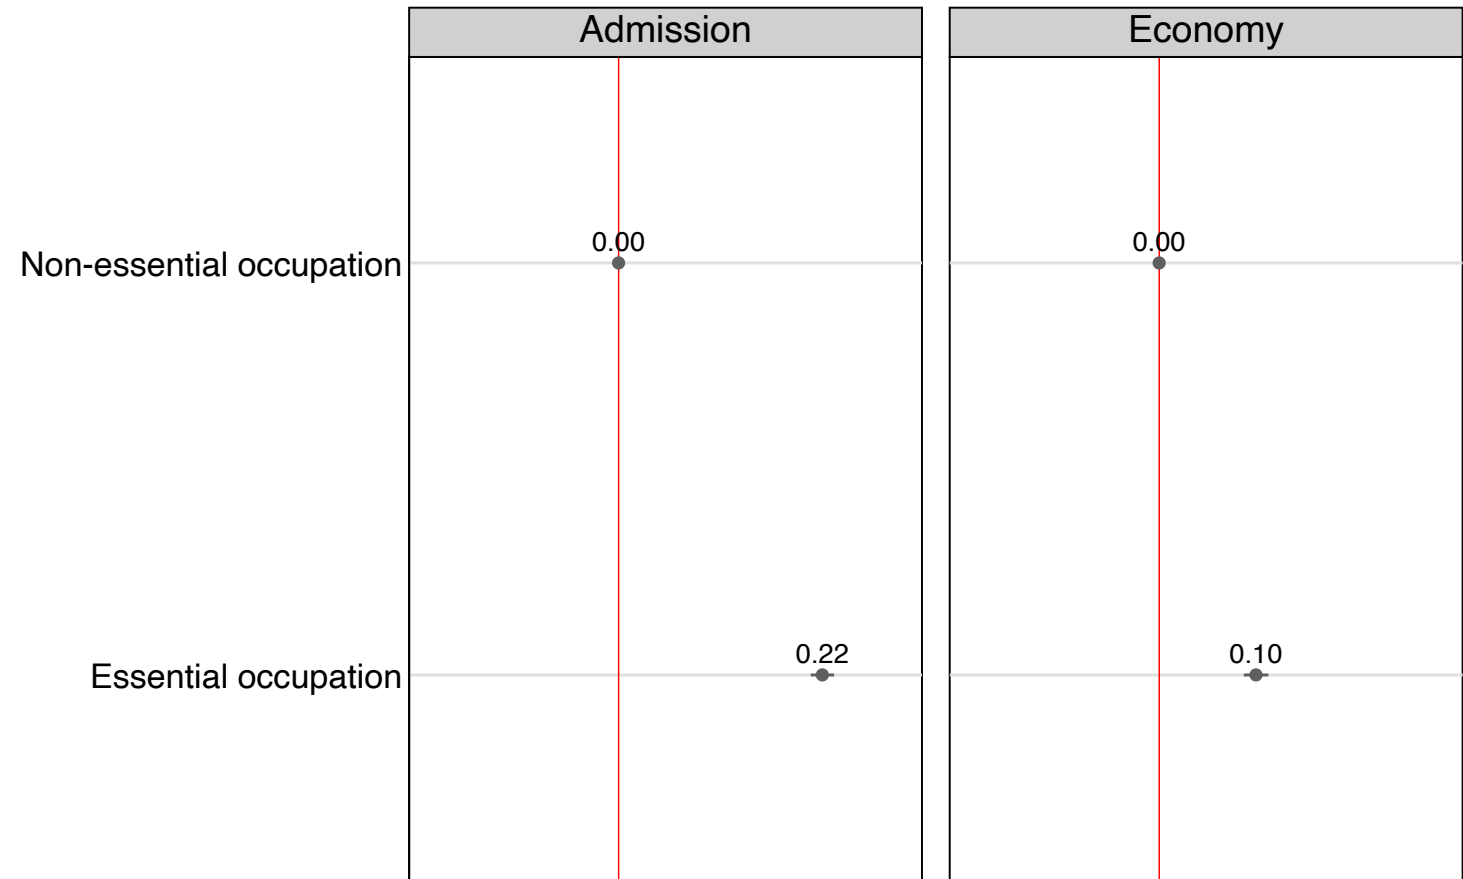 Admission
Economy
0.00
0.00
Non-essential occupation
0.22
0.10
Essential occupation